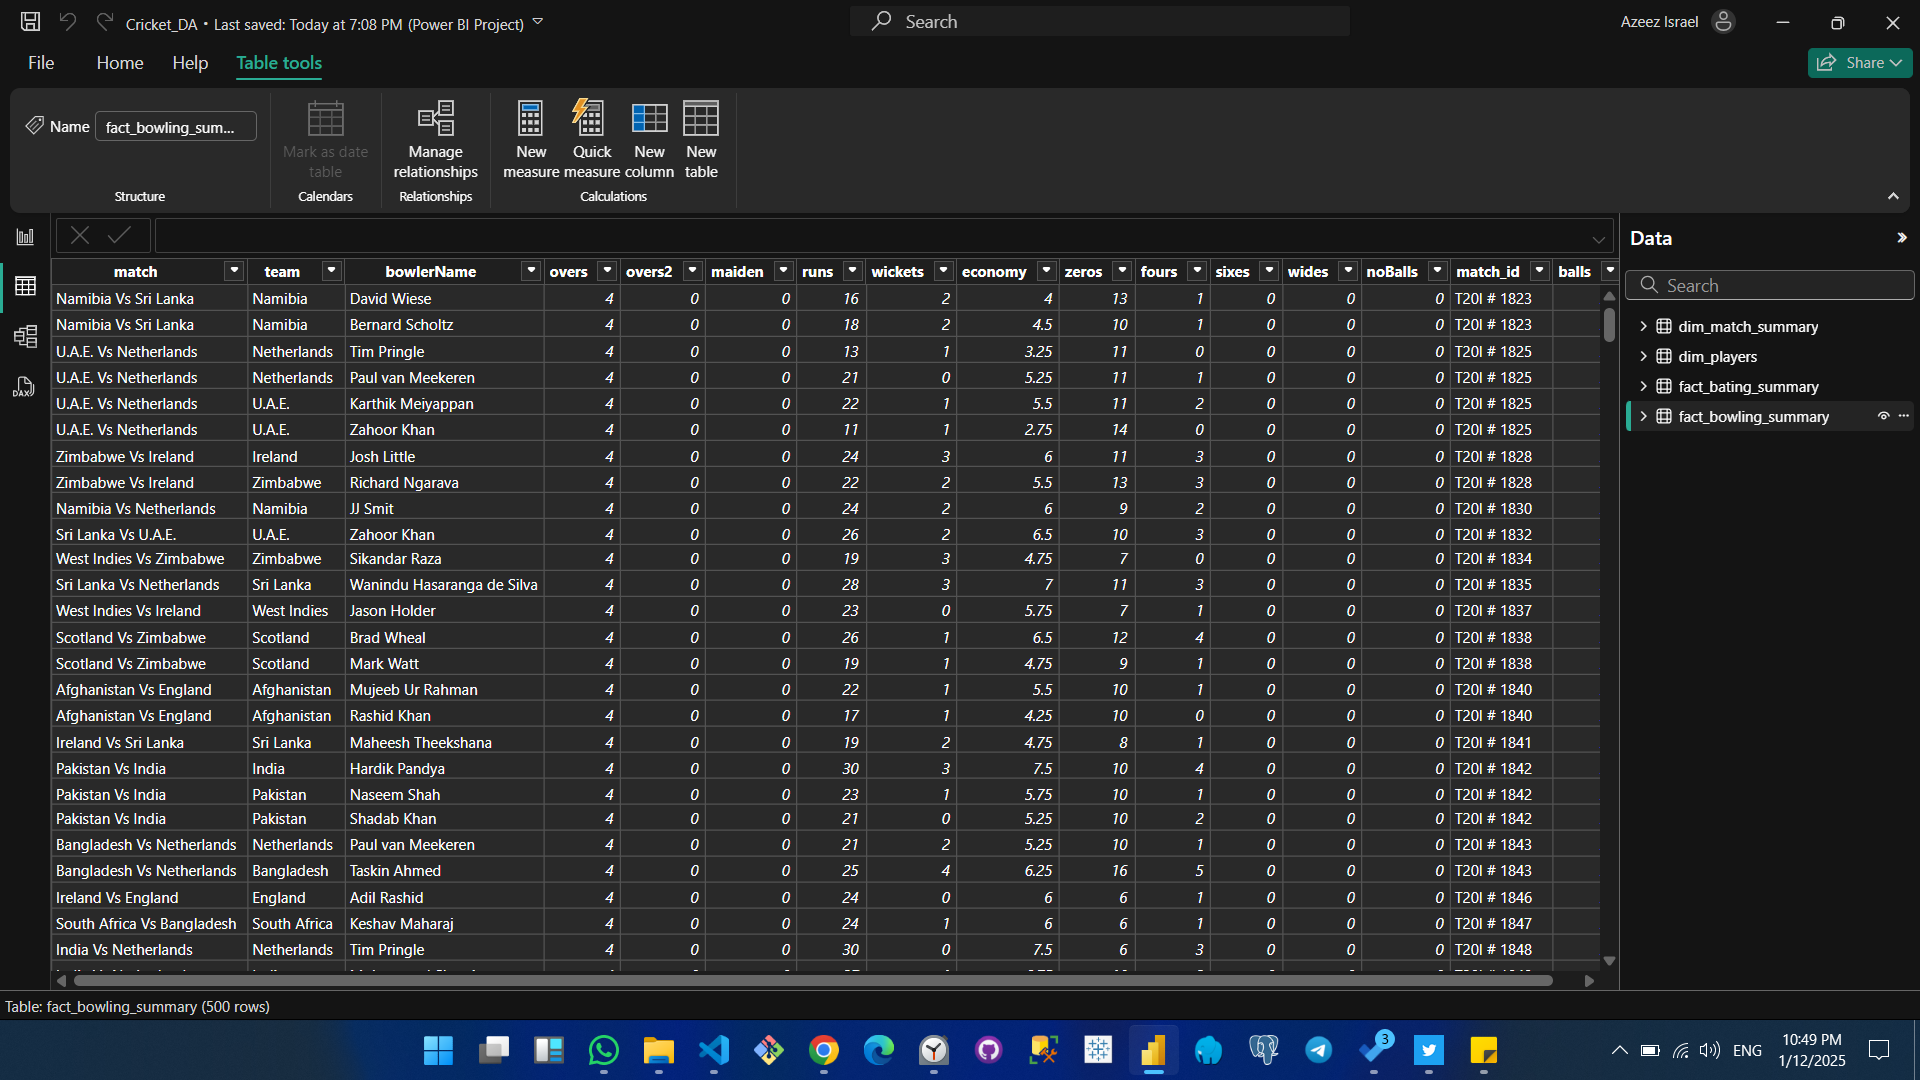 Cricket_DA • Last saved: Today at 7:08 PM (Power BI Project)
Search
Azeez Israel
File Home Help Table tools
Share
Name fact_bowling_sum...
Mark as date table
Manage relationships
New measure
Quick measure
New column
New table
Structure Calendars Relationships Calculations
match team bowlerName overs overs2 maiden runs wickets economy zeros fours sixes wides noBalls match_id balls
Namibia Vs Sri Lanka Namibia David Wiese 4 0 0 16 2 4 13 1 0 0 0 T20I # 1823
Namibia Vs Sri Lanka Namibia Bernard Scholtz 4 0 0 18 2 4.5 10 1 0 0 0 T20I # 1823
U.A.E. Vs Netherlands Netherlands Tim Pringle 4 0 0 13 1 3.25 11 0 0 0 0 T20I # 1825
U.A.E. Vs Netherlands Netherlands Paul van Meekeren 4 0 0 21 0 5.25 11 1 0 0 0 T20I # 1825
U.A.E. Vs Netherlands U.A.E. Karthik Meiyappan 4 0 0 22 1 5.5 11 2 0 0 0 T20I # 1825
U.A.E. Vs Netherlands U.A.E. Zahoor Khan 4 0 0 11 1 2.75 14 0 0 0 0 T20I # 1825
Zimbabwe Vs Ireland Ireland Josh Little 4 0 0 24 3 6 11 3 0 0 0 T20I # 1828
Zimbabwe Vs Ireland Zimbabwe Richard Ngarava 4 0 0 22 2 5.5 13 3 0 0 0 T20I # 1828
Namibia Vs Netherlands Namibia JJ Smit 4 0 0 24 2 6 9 2 0 0 0 T20I # 1830
Sri Lanka Vs U.A.E. U.A.E. Zahoor Khan 4 0 0 26 2 6.5 10 3 0 0 0 T20I # 1832
West Indies Vs Zimbabwe Zimbabwe Sikandar Raza 4 0 0 19 3 4.75 7 0 0 0 0 T20I # 1834
Sri Lanka Vs Netherlands Sri Lanka Wanindu Hasaranga de Silva 4 0 0 28 3 7 11 3 0 0 0 T20I # 1835
West Indies Vs Ireland West Indies Jason Holder 4 0 0 23 0 5.75 7 1 0 0 0 T20I # 1837
Scotland Vs Zimbabwe Scotland Brad Wheal 4 0 0 26 1 6.5 12 4 0 0 0 T20I # 1838
Scotland Vs Zimbabwe Scotland Mark Watt 4 0 0 19 1 4.75 9 1 0 0 0 T20I # 1838
Afghanistan Vs England Afghanistan Mujeeb Ur Rahman 4 0 0 22 1 5.5 10 1 0 0 0 T20I # 1840
Afghanistan Vs England Afghanistan Rashid Khan 4 0 0 17 1 4.25 10 0 0 0 0 T20I # 1840
Ireland Vs Sri Lanka Sri Lanka Maheesh Theekshana 4 0 0 19 2 4.75 8 1 0 0 0 T20I # 1841
Pakistan Vs India India Hardik Pandya 4 0 0 30 3 7.5 10 4 0 0 0 T20I # 1842
Pakistan Vs India Pakistan Naseem Shah 4 0 0 23 1 5.75 10 1 0 0 0 T20I # 1842
Pakistan Vs India Pakistan Shadab Khan 4 0 0 21 0 5.25 10 2 0 0 0 T20I # 1842
Bangladesh Vs Netherlands Netherlands Paul van Meekeren 4 0 0 21 2 5.25 10 1 0 0 0 T20I # 1843
Bangladesh Vs Netherlands Bangladesh Taskin Ahmed 4 0 0 25 4 6.25 16 5 0 0 0 T20I # 1843
Ireland Vs England England Adil Rashid 4 0 0 24 0 6 6 1 0 0 0 T20I # 1846
South Africa Vs Bangladesh South Africa Keshav Maharaj 4 0 0 24 1 6 6 1 0 0 0 T20I # 1847
India Vs Netherlands Netherlands Tim Pringle 4 0 0 30 0 7.5 6 3 0 0 0 T20I # 1848
Data
Search
dim_match_summary
dim_players
fact_bating_summary
fact_bowling_summary
DAX
Table: fact_bowling_summary (500 rows)
3
ENG
10:49 PM
1/12/2025